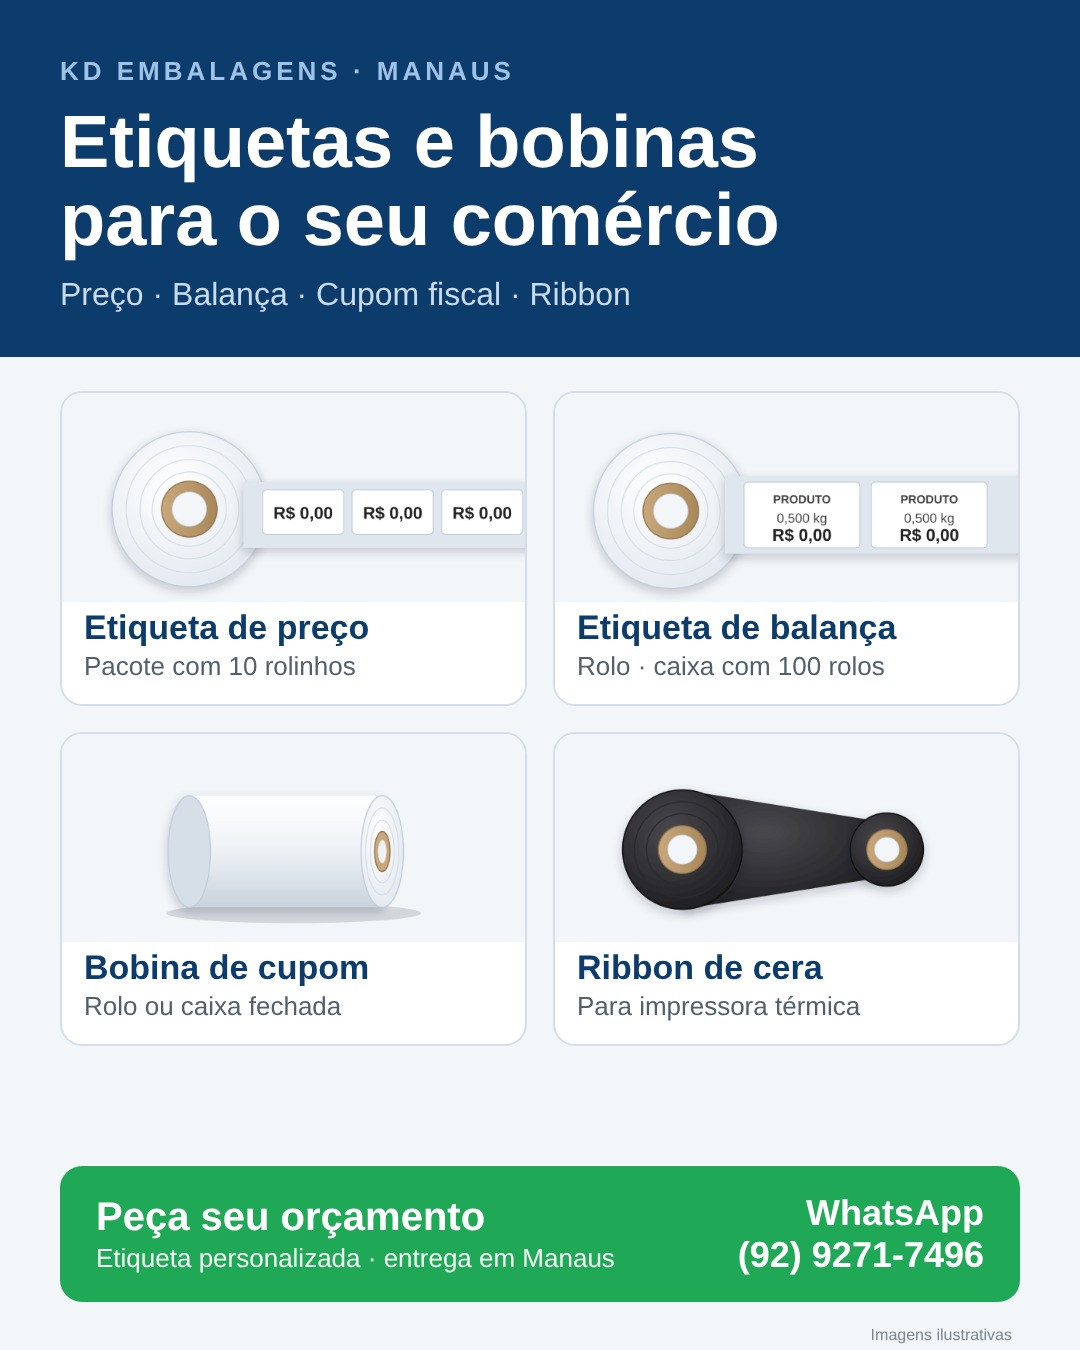 KD EMBALAGENS · MANAUS
Etiquetas e bobinas
para o seu comércio
Preço · Balança · Cupom fiscal · Ribbon
R$ 0,00 R$ 0,00 R$ 0,00
Etiqueta de preço
Pacote com 10 rolinhos
PRODUTO PRODUTO
0,500 kg 0,500 kg
R$ 0,00 R$ 0,00
Etiqueta de balança
Rolo · caixa com 100 rolos
Bobina de cupom
Rolo ou caixa fechada
Ribbon de cera
Para impressora térmica
Peça seu orçamento
Etiqueta personalizada · entrega em Manaus
WhatsApp
(92) 9271-7496
Imagens ilustrativas